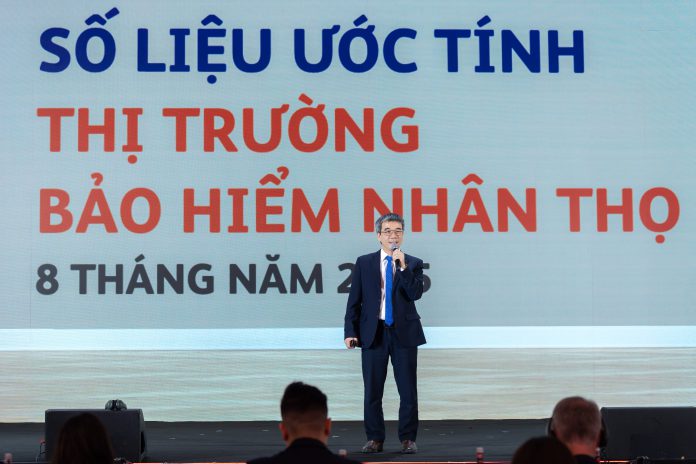 SỐ LIỆU ƯỚC TÍNH
THỊ TRƯỜNG
BẢO HIỂM NHÂN THỌ
8 THÁNG NĂM